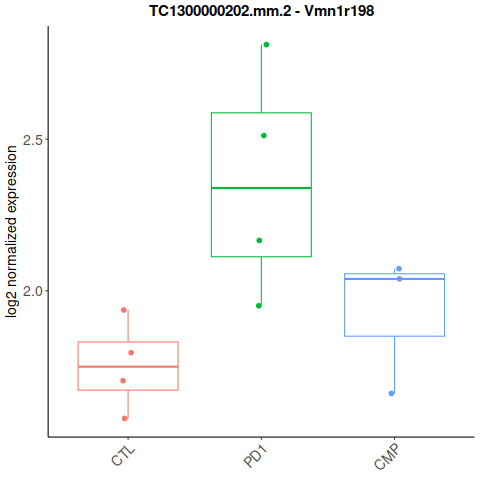 TC1300000202.mm.2 - Vmn1r198
log2 normalized expression
2.5
2.0
CTL
PD1
CMP